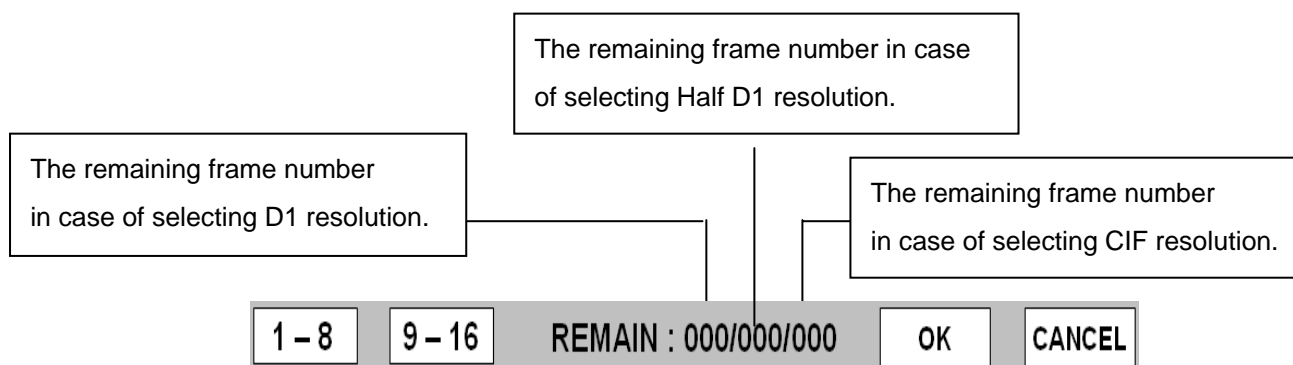 The remaining frame number in case
of selecting Half D1 resolution.
The remaining frame number
in case of selecting D1 resolution.
The remaining frame number
in case of selecting CIF resolution.
1 – 8 9 – 16 REMAIN : 000/000/000 OK CANCEL